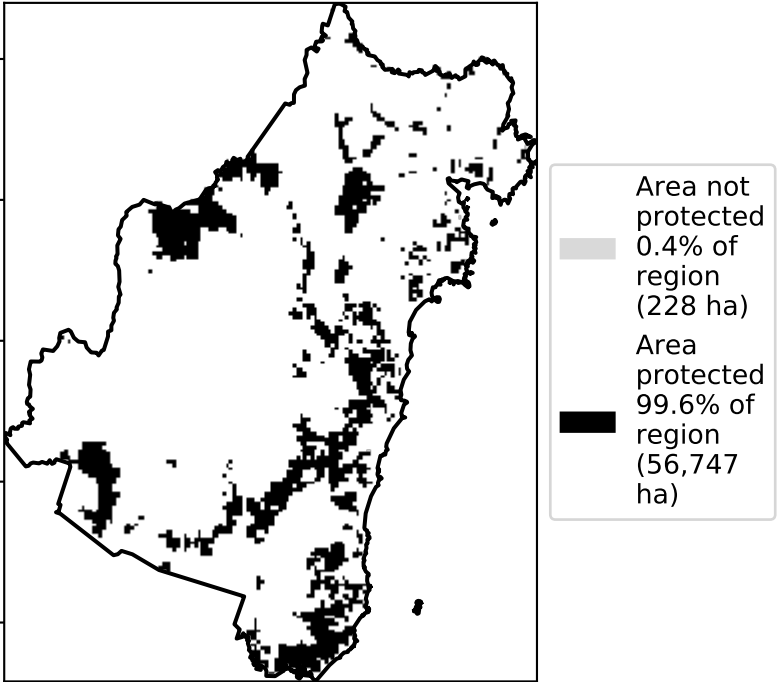 Area not
protected
0.4% of
region
(228 ha)
Area
protected
99.6% of
region
(56,747
ha)